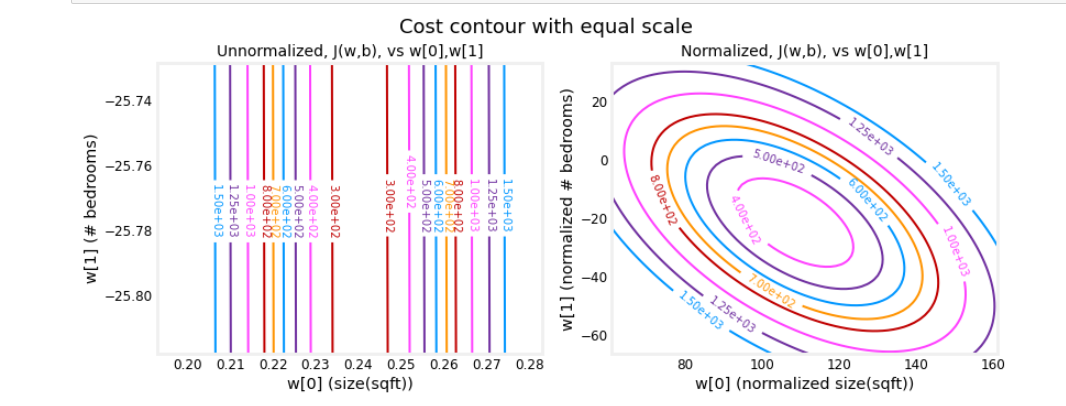 Cost contour with equal scale
Unnormalized, J(w,b), vs w[0],w[1]
w[1] (# bedrooms)
−25.74
−25.76
−25.78
−25.80
1.50e+03
1.25e+03
1.00e+03
8.00e+02
7.00e+02
6.00e+02
5.00e+02
4.00e+02
3.00e+02
3.00e+02
4.00e+02
5.00e+02
6.00e+02
7.00e+02
8.00e+02
1.00e+03
1.25e+03
1.50e+03
0.20 0.21 0.22 0.23 0.24 0.25 0.26 0.27 0.28
w[0] (size(sqft))
Normalized, J(w,b), vs w[0],w[1]
w[1] (normalized # bedrooms)
20
0
−20
−40
−60
1.25e+03
5.00e+02
1.50e+03
6.00e+02
8.00e+02
4.00e+02
1.00e+03
7.00e+02
1.50e+03
1.25e+03
80 100 120 140 160
w[0] (normalized size(sqft))